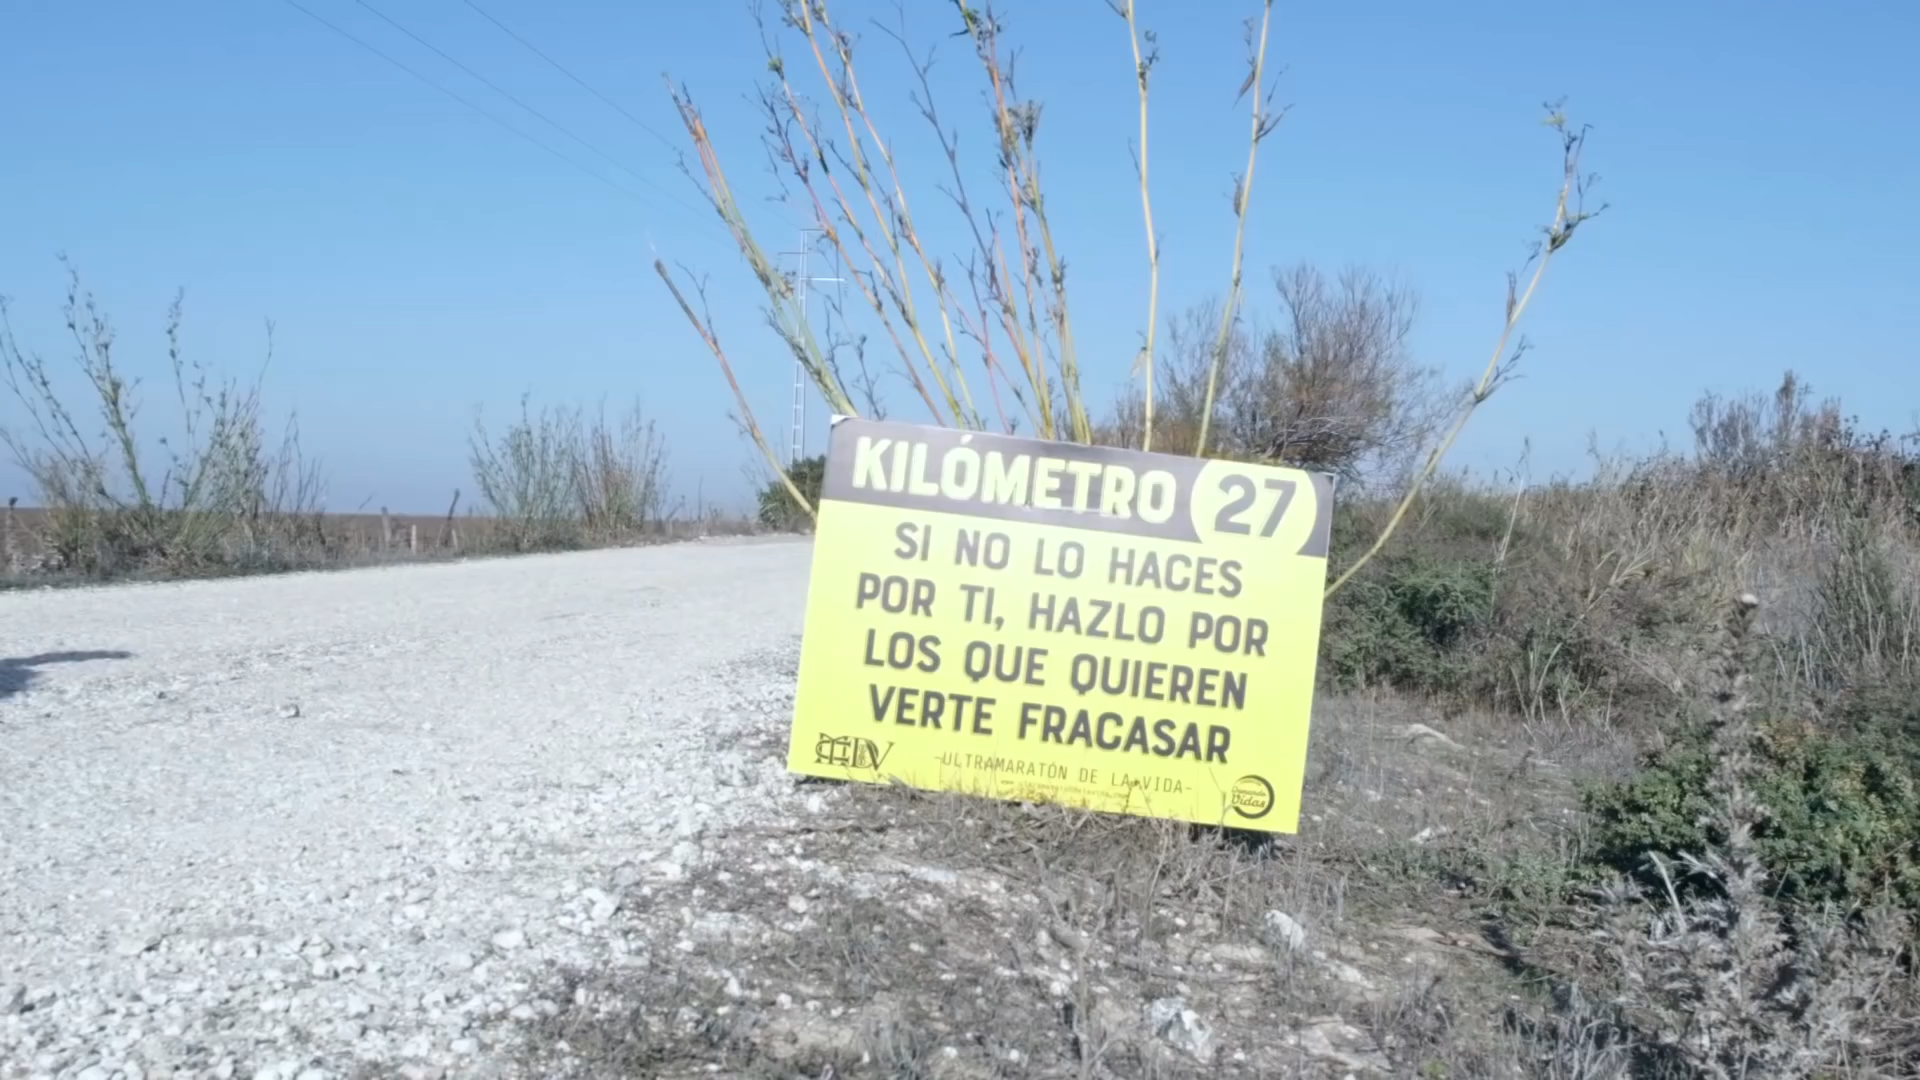 KILÓMETRO 27
SI NO LO HACES
POR TI, HAZLO POR
LOS QUE QUIEREN
VERTE FRACASAR
-ULTRAMARATÓN DE LA VIDA-
Vidas